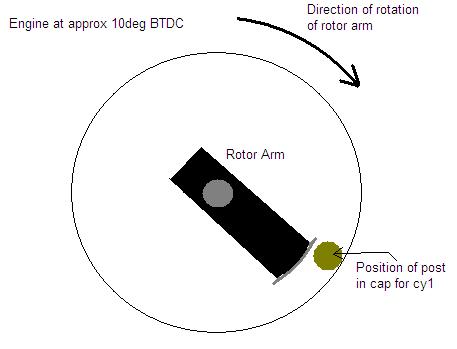 Engine at approx 10deg BTDC
Direction of rotation
of rotor arm
Rotor Arm
Position of post
in cap for cy1